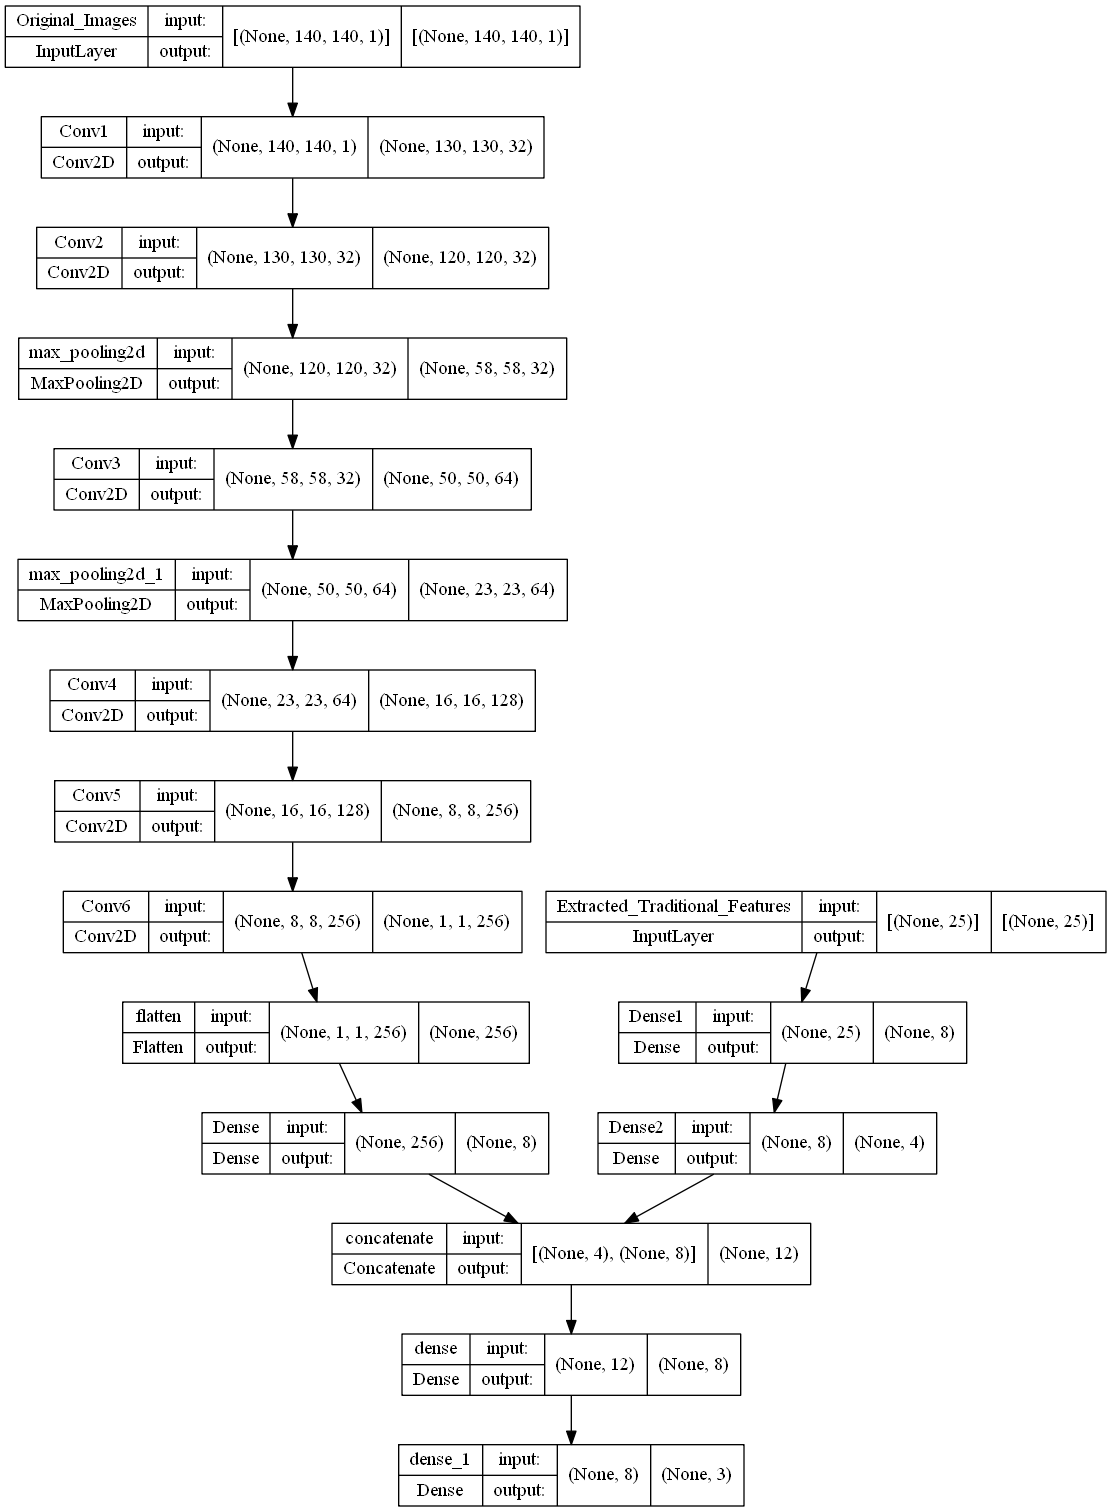 Original_Images input: [(None, 140, 140, 1)] [(None, 140, 140, 1)]
InputLayer output:
Conv1 input: (None, 140, 140, 1) (None, 130, 130, 32)
Conv2D output:
Conv2 input: (None, 130, 130, 32) (None, 120, 120, 32)
Conv2D output:
max_pooling2d input: (None, 120, 120, 32) (None, 58, 58, 32)
MaxPooling2D output:
Conv3 input: (None, 58, 58, 32) (None, 50, 50, 64)
Conv2D output:
max_pooling2d_1 input: (None, 50, 50, 64) (None, 23, 23, 64)
MaxPooling2D output:
Conv4 input: (None, 23, 23, 64) (None, 16, 16, 128)
Conv2D output:
Conv5 input: (None, 16, 16, 128) (None, 8, 8, 256)
Conv2D output:
Conv6 input: (None, 8, 8, 256) (None, 1, 1, 256)
Conv2D output:
Extracted_Traditional_Features input: [(None, 25)] [(None, 25)]
InputLayer output:
flatten input: (None, 1, 1, 256) (None, 256)
Flatten output:
Dense1 input: (None, 25) (None, 8)
Dense output:
Dense input: (None, 256) (None, 8)
Dense output:
Dense2 input: (None, 8) (None, 4)
Dense output:
concatenate input: [(None, 4), (None, 8)] (None, 12)
Concatenate output:
dense input: (None, 12) (None, 8)
Dense output:
dense_1 input: (None, 8) (None, 3)
Dense output: